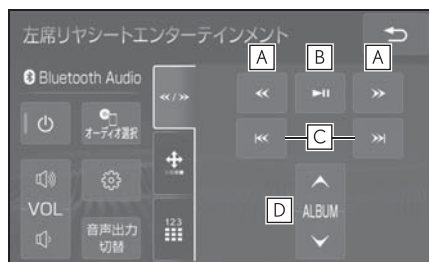 左席リヤシートエンターテインメント
A
B
A
Bluetooth Audio
オーディオ選択
C
VOL
音声出力
切替
123
D
ALBUM